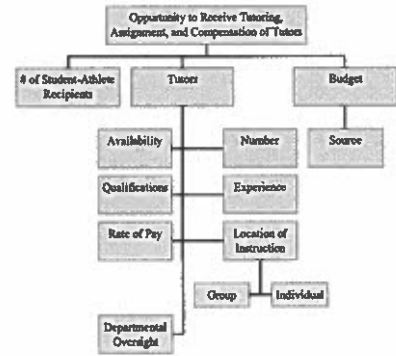 Opportunity to Receive Tutoring,
Assignment, and Compensation of Tutors
# of Student-Athlete
Recipients
Tutors
Budget
Availability
Number
Source
Qualifications
Experience
Rate of Pay
Location of
Instruction
Group
Individual
Departmental
Oversight